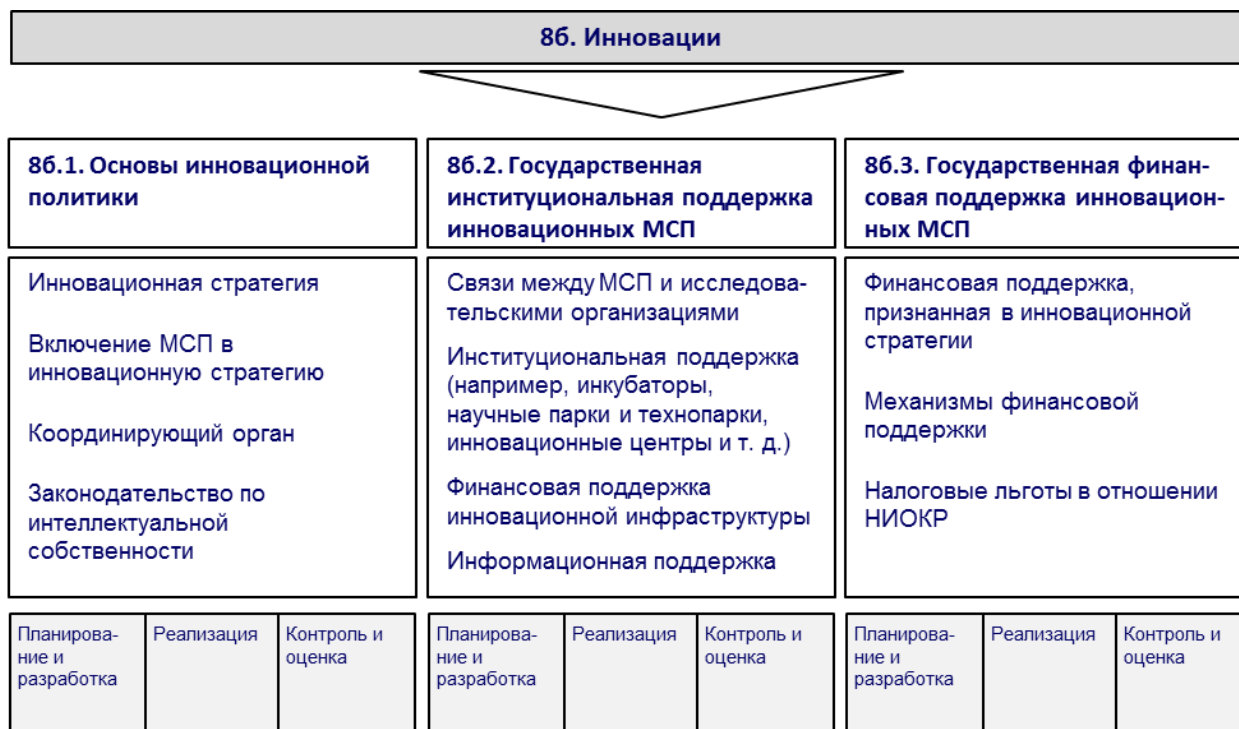 8б. Инновации
8б.1. Основы инновационной
политики
8б.2. Государственная
институциональная поддержка
инновационных МСП
8б.3. Государственная финан-
совая поддержка инновацион-
ных МСП
Инновационная стратегия
Включение МСП в
инновационную стратегию
Координирующий орган
Законодательство по
интеллектуальной
собственности
Связи между МСП и исследова-
тельскими организациями
Институциональная поддержка
(например, инкубаторы,
научные парки и технопарки,
инновационные центры и т. д.)
Финансовая поддержка
инновационной инфраструктуры
Информационная поддержка
Финансовая поддержка,
признанная в инновационной
стратегии
Механизмы финансовой
поддержки
Налоговые льготы в отношении
НИОКР
Планирова-
ние и
разработка
Реализация
Контроль и
оценка
Планирова-
ние и
разработка
Реализация
Контроль и
оценка
Планирова-
ние и
разработка
Реализация
Контроль и
оценка